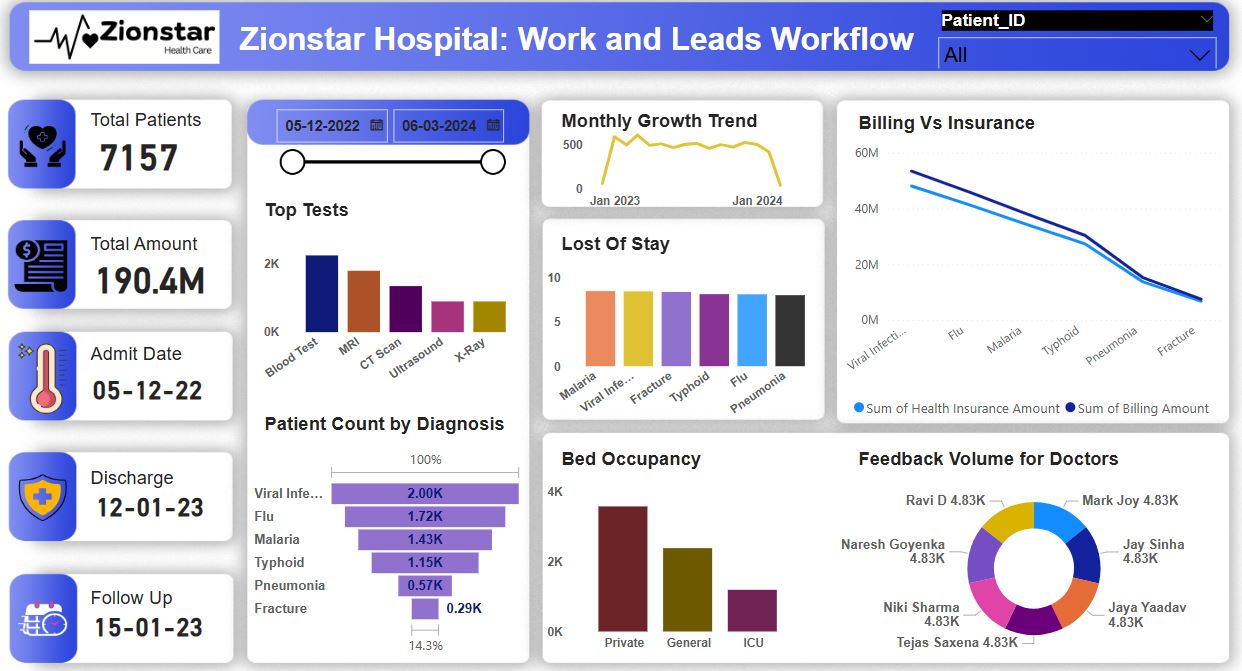 Zionstar
Health Care
Zionstar Hospital: Work and Leads Workflow
Patient_ID
All
Total Patients
7157
Total Amount
190.4M
Admit Date
05-12-22
Discharge
12-01-23
Follow Up
15-01-23
05-12-2022
06-03-2024
Top Tests
2K
0K
Blood Test
MRI
CT Scan
Ultrasound
X-Ray
Patient Count by Diagnosis
100%
Viral Infe... 2.00K
Flu 1.72K
Malaria 1.43K
Typhoid 1.15K
Pneumonia 0.57K
Fracture 0.29K
14.3%
Monthly Growth Trend
500
0
Jan 2023
Jan 2024
Lost Of Stay
10
5
0
Malaria
Viral Infe...
Fracture
Typhoid
Flu
Pneumonia
Billing Vs Insurance
60M
40M
20M
0M
Viral Infecti...
Flu
Malaria
Typhoid
Pneumonia
Fracture
Sum of Health Insurance Amount
Sum of Billing Amount
Bed Occupancy
4K
2K
0K
Private
General
ICU
Feedback Volume for Doctors
Ravi D 4.83K
Mark Joy 4.83K
Naresh Goyenka
4.83K
Jay Sinha
4.83K
Niki Sharma
4.83K
Jaya Yaadav
4.83K
Tejas Saxena 4.83K